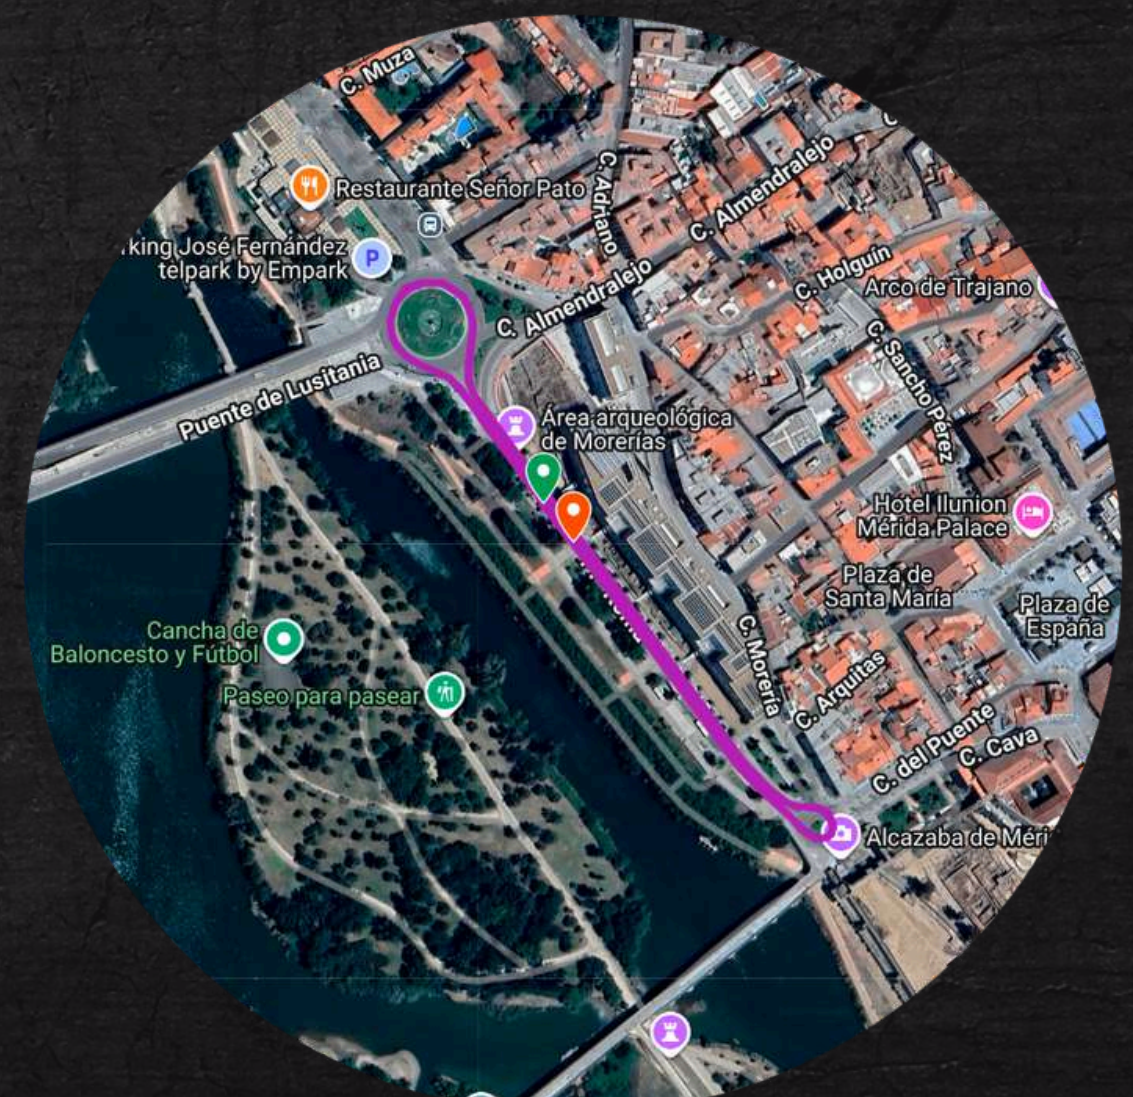 C. Muza
Restaurante Señor Pato
C. Adriano
C. Almendralejo
rking José Fernández
telpark by Empark
P
C. Holguín
Arco de Trajano
C. Almendralejo
C. Sancho Pérez
Puente de Lusitania
Área arqueológica
de Morerías
Hotel Ilunion
Mérida Palace
Plaza de
Santa María
Plaza de
España
Cancha de
Baloncesto y Fútbol
Paseo para pasear
C. Morería
C. Arquitas
C. del Puente
C. Cava
Alcazaba de Méri